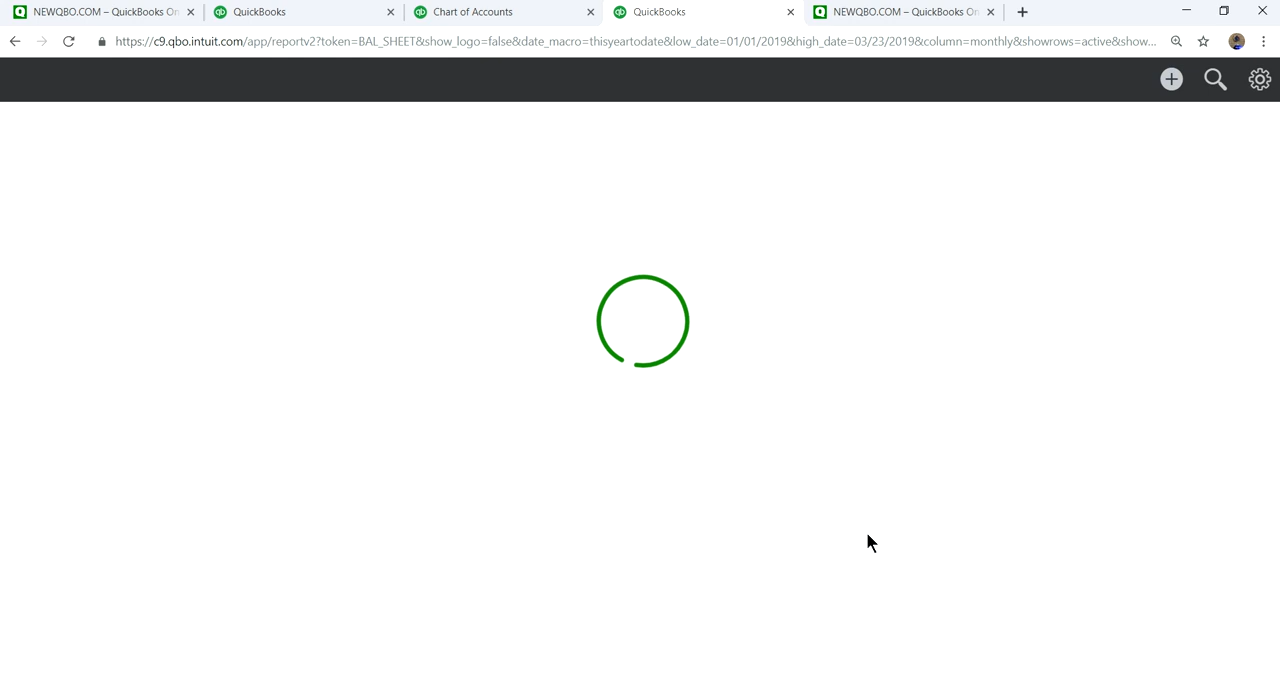 NEWQBO.COM – QuickBooks On
QuickBooks
Chart of Accounts
QuickBooks
NEWQBO.COM – QuickBooks On
https://c9.qbo.intuit.com/app/reportv2?token=BAL_SHEET&show_logo=false&date_macro=thisyeartodate&low_date=01/01/2019&high_date=03/23/2019&column=monthly&showrows=active&show...